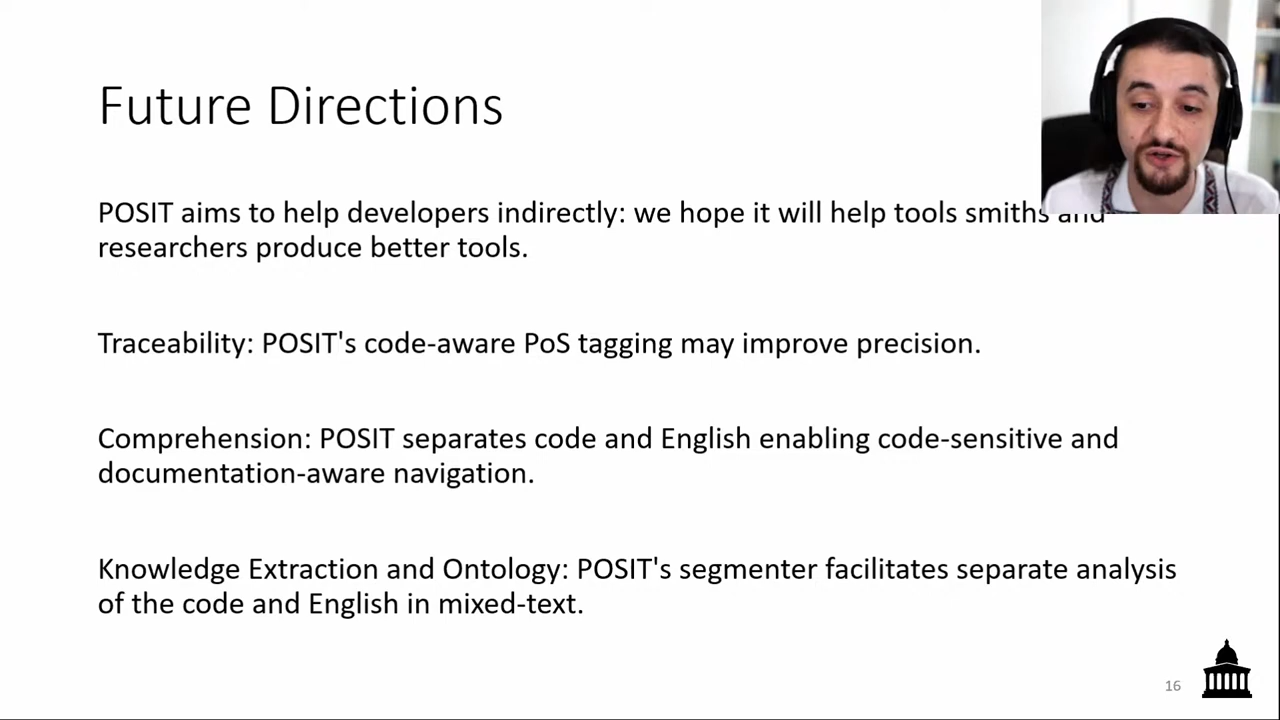 Future Directions
POSIT aims to help developers indirectly: we hope it will help tools smiths and
researchers produce better tools.
Traceability: POSIT's code-aware PoS tagging may improve precision.
Comprehension: POSIT separates code and English enabling code-sensitive and
documentation-aware navigation.
Knowledge Extraction and Ontology: POSIT's segmenter facilitates separate analysis
of the code and English in mixed-text.
16